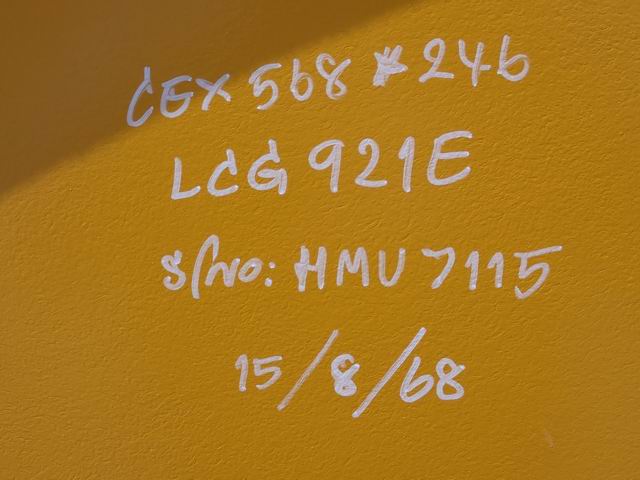 CEX 568 * 246
LCG 921E
S/No: HMU 7115
15/8/68